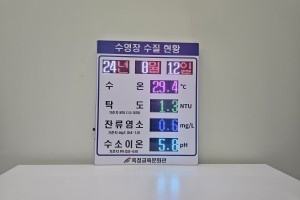 수영장 수질 현황
24년 8월 12일
수 온 29.4 ℃
탁 도 1.3 NTU
잔류염소 0.6 mg/L
수소이온 5.8 pH